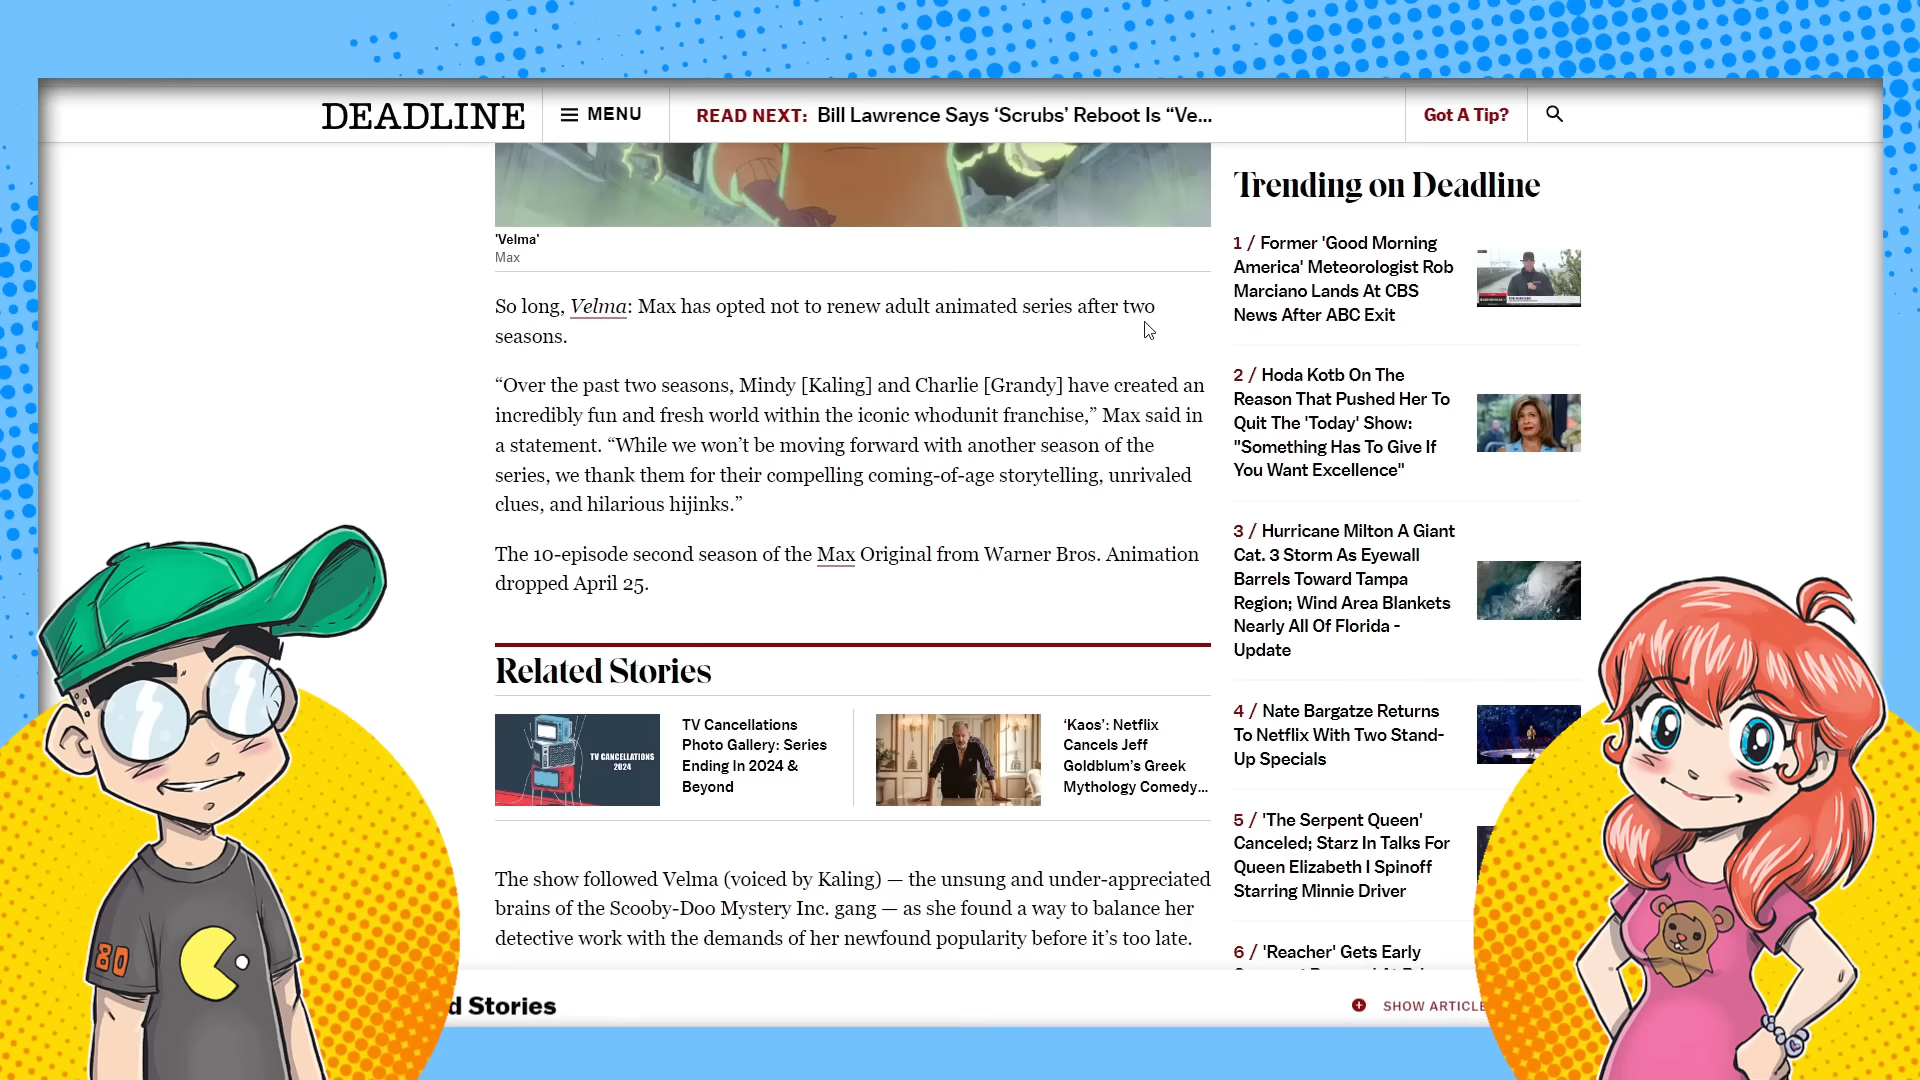 DEADLINE
MENU
READ NEXT: Bill Lawrence Says ‘Scrubs’ Reboot Is “Ve...
Got A Tip?
'Velma'
Max
So long, Velma: Max has opted not to renew adult animated series after two
seasons.
“Over the past two seasons, Mindy [Kaling] and Charlie [Grandy] have created an
incredibly fun and fresh world within the iconic whodunit franchise,” Max said in
a statement. “While we won’t be moving forward with another season of the
series, we thank them for their compelling coming-of-age storytelling, unrivaled
clues, and hilarious hijinks.”
The 10-episode second season of the Max Original from Warner Bros. Animation
dropped April 25.
Related Stories
TV CANCELLATIONS
2024
TV Cancellations
Photo Gallery: Series
Ending In 2024 &
Beyond
‘Kaos’: Netflix
Cancels Jeff
Goldblum’s Greek
Mythology Comedy...
The show followed Velma (voiced by Kaling) — the unsung and under-appreciated
brains of the Scooby-Doo Mystery Inc. gang — as she found a way to balance her
detective work with the demands of her newfound popularity before it’s too late.
d Stories
SHOW ARTICLE
Trending on Deadline
1 / Former 'Good Morning
America' Meteorologist Rob
Marciano Lands At CBS
News After ABC Exit
2 / Hoda Kotb On The
Reason That Pushed Her To
Quit The 'Today' Show:
"Something Has To Give If
You Want Excellence"
3 / Hurricane Milton A Giant
Cat. 3 Storm As Eyewall
Barrels Toward Tampa
Region; Wind Area Blankets
Nearly All Of Florida -
Update
4 / Nate Bargatze Returns
To Netflix With Two Stand-
Up Specials
5 / 'The Serpent Queen'
Canceled; Starz In Talks For
Queen Elizabeth I Spinoff
Starring Minnie Driver
6 / 'Reacher' Gets Early
80